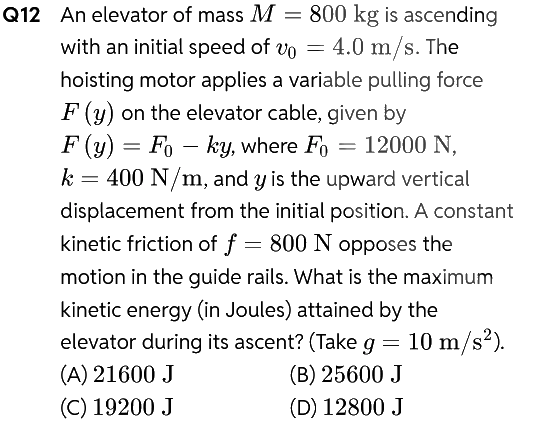 Q12 An elevator of mass M = 800 kg is ascending
with an initial speed of v₀ = 4.0 m/s. The
hoisting motor applies a variable pulling force
F (y) on the elevator cable, given by
F (y) = F₀ − ky, where F₀ = 12000 N,
k = 400 N/m, and y is the upward vertical
displacement from the initial position. A constant
kinetic friction of f = 800 N opposes the
motion in the guide rails. What is the maximum
kinetic energy (in Joules) attained by the
elevator during its ascent? (Take g = 10 m/s²).
(A) 21600 J (B) 25600 J
(C) 19200 J (D) 12800 J